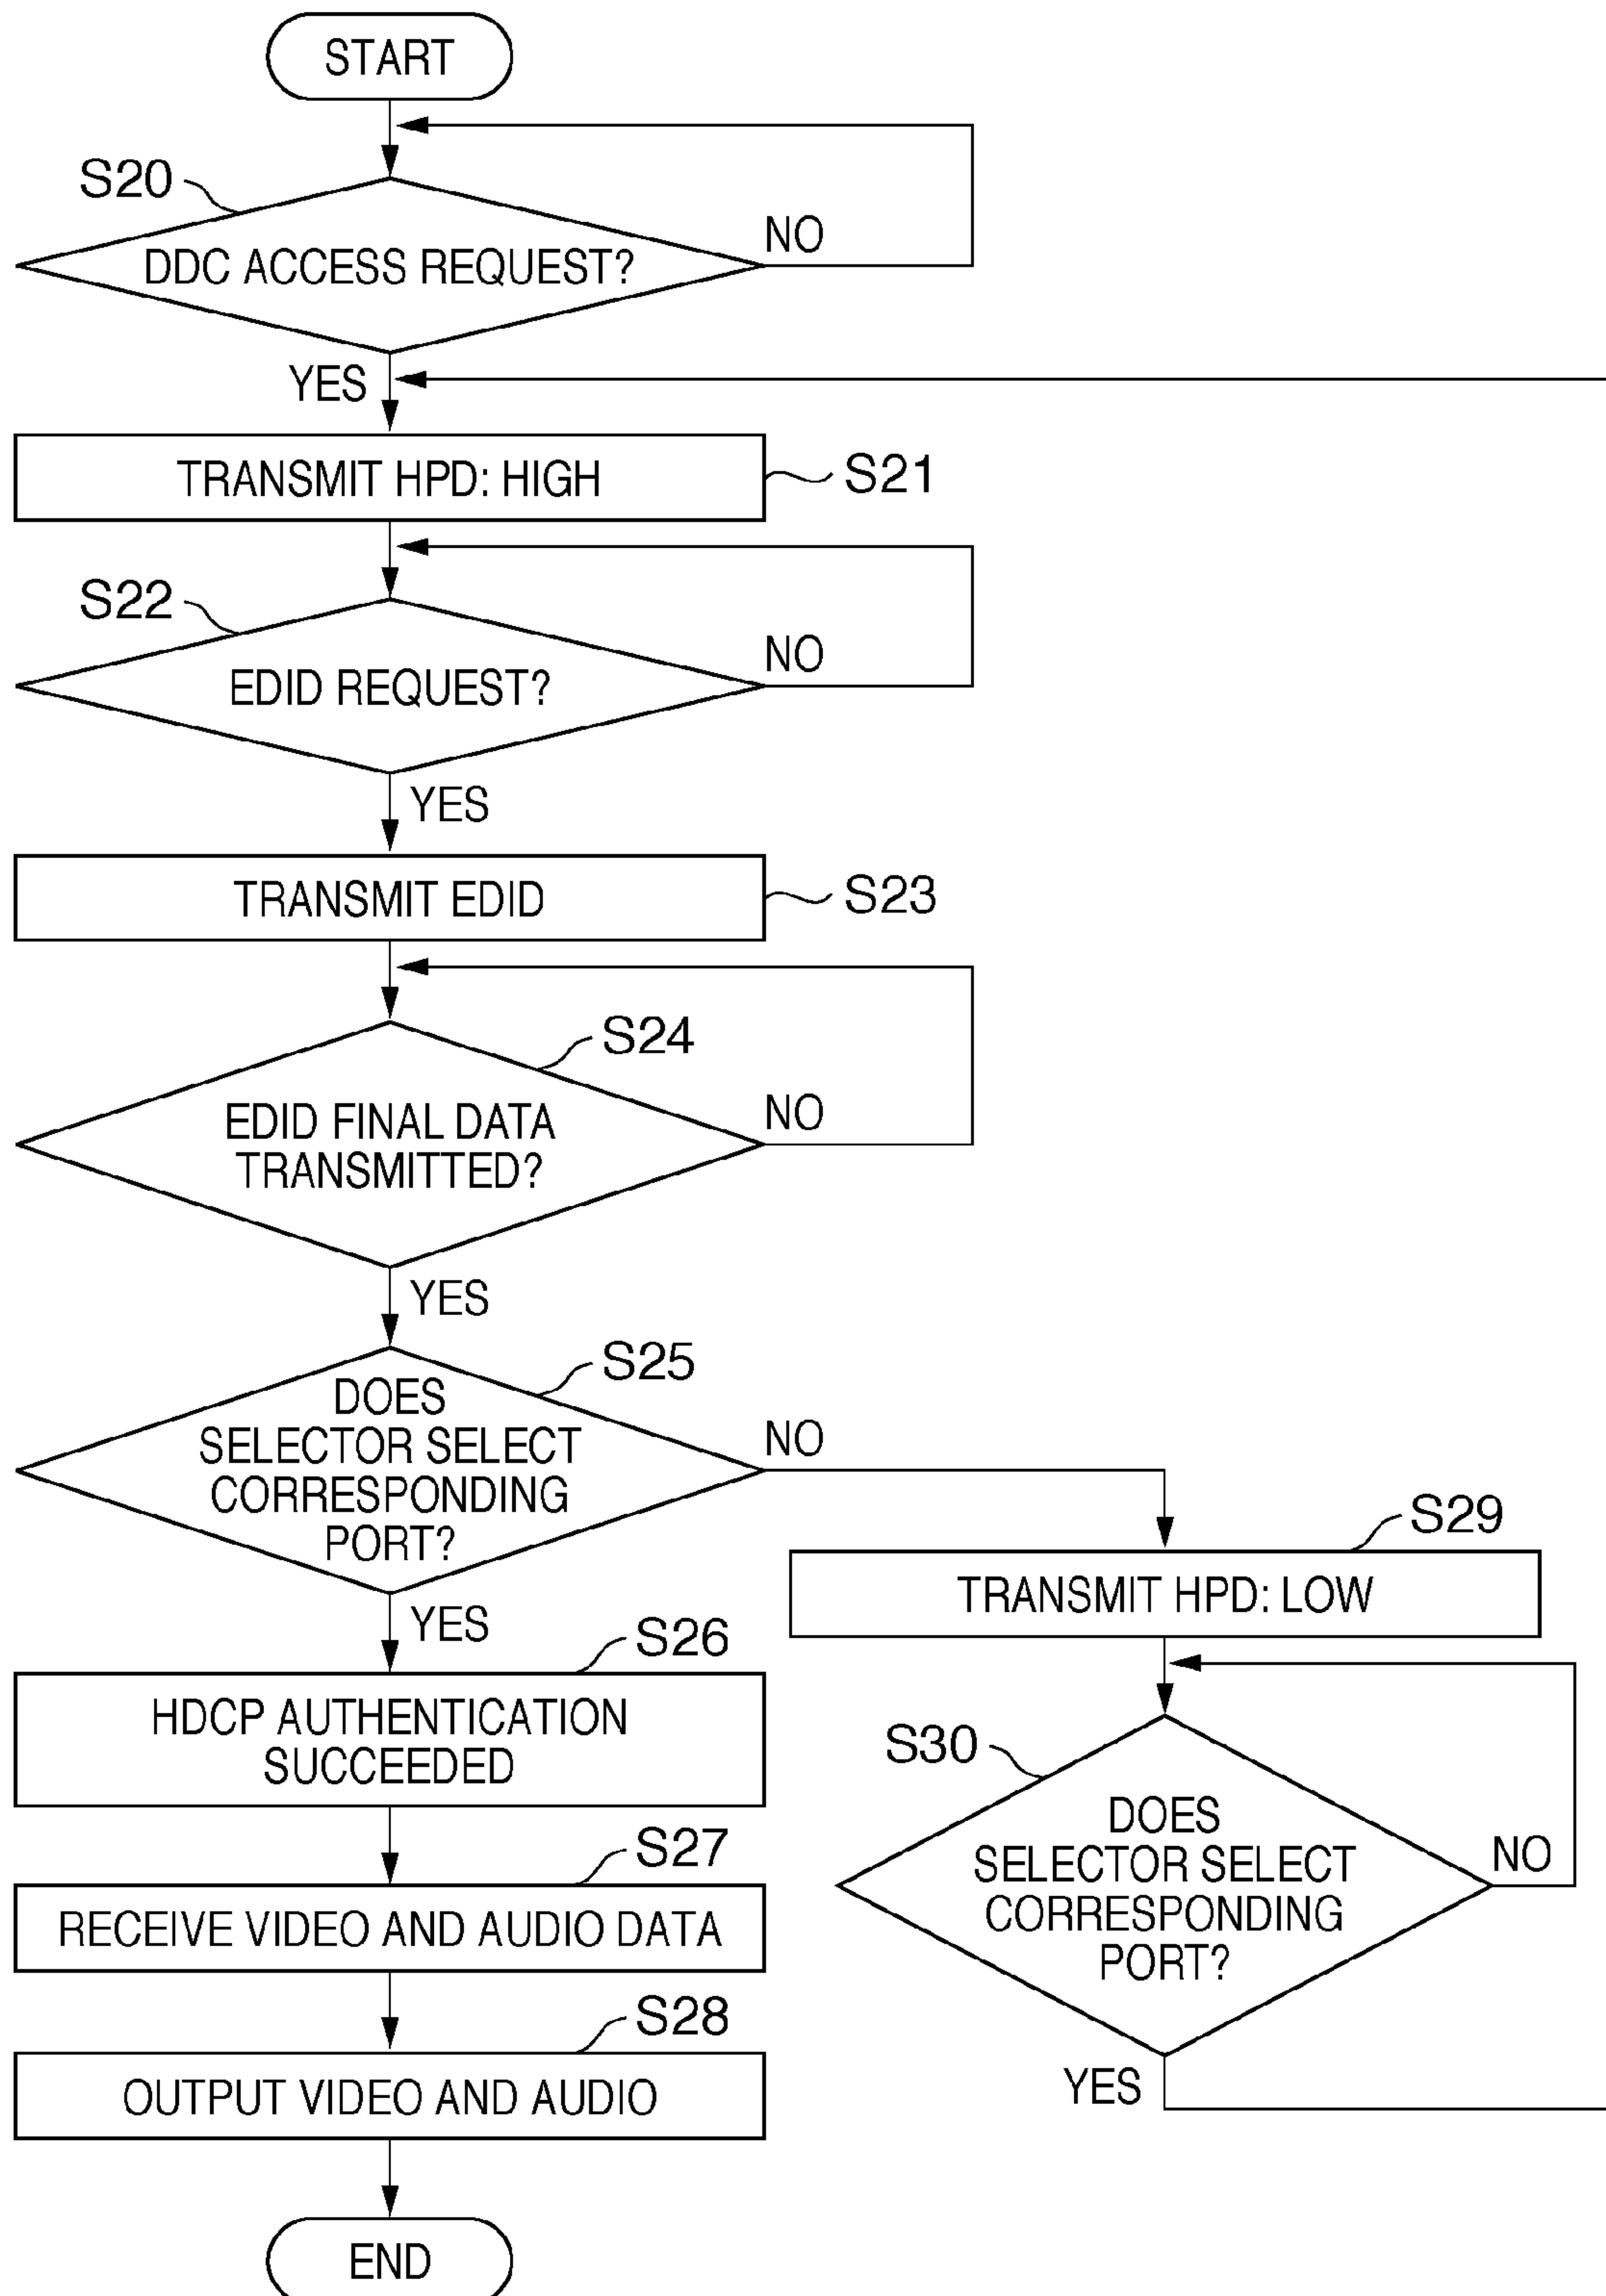 START
S20
DDC ACCESS REQUEST?
NO
YES
TRANSMIT HPD: HIGH
S21
S22
EDID REQUEST?
NO
YES
TRANSMIT EDID
S23
S24
EDID FINAL DATA
TRANSMITTED?
NO
YES
S25
DOES
SELECTOR SELECT
CORRESPONDING
PORT?
NO
YES
S26
HDCP AUTHENTICATION
SUCCEEDED
S27
RECEIVE VIDEO AND AUDIO DATA
S28
OUTPUT VIDEO AND AUDIO
END
S29
TRANSMIT HPD: LOW
S30
DOES
SELECTOR SELECT
CORRESPONDING
PORT?
NO
YES